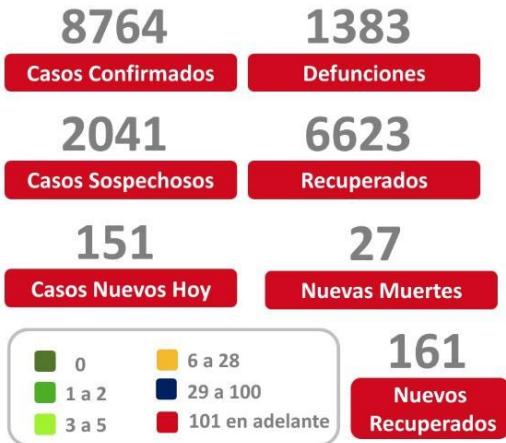 8764
Casos Confirmados
1383
Defunciones
2041
Casos Sospechosos
6623
Recuperados
151
Casos Nuevos Hoy
27
Nuevas Muertes
0
1 a 2
3 a 5
6 a 28
29 a 100
101 en adelante
161
Nuevos
Recuperados